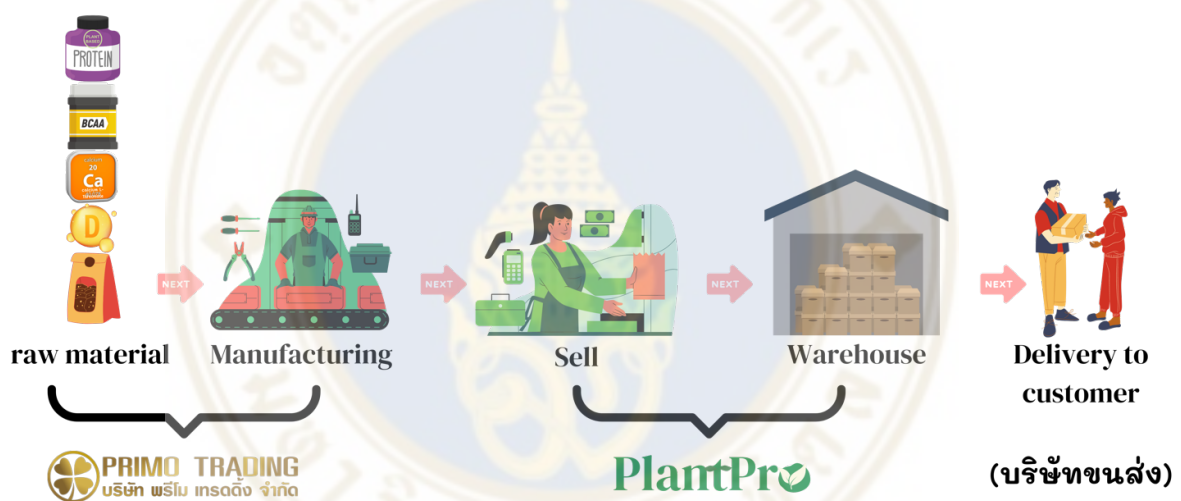 PLANT
BASED
PROTEIN
BCAA
20
Ca
D
NEXT
NEXT
NEXT
NEXT
raw material
Manufacturing
Sell
Warehouse
Delivery to
customer
PRIMO TRADING
บริษัท พรีโม เทรดดิ้ง จำกัด
PlantPro
(บริษัทขนส่ง)